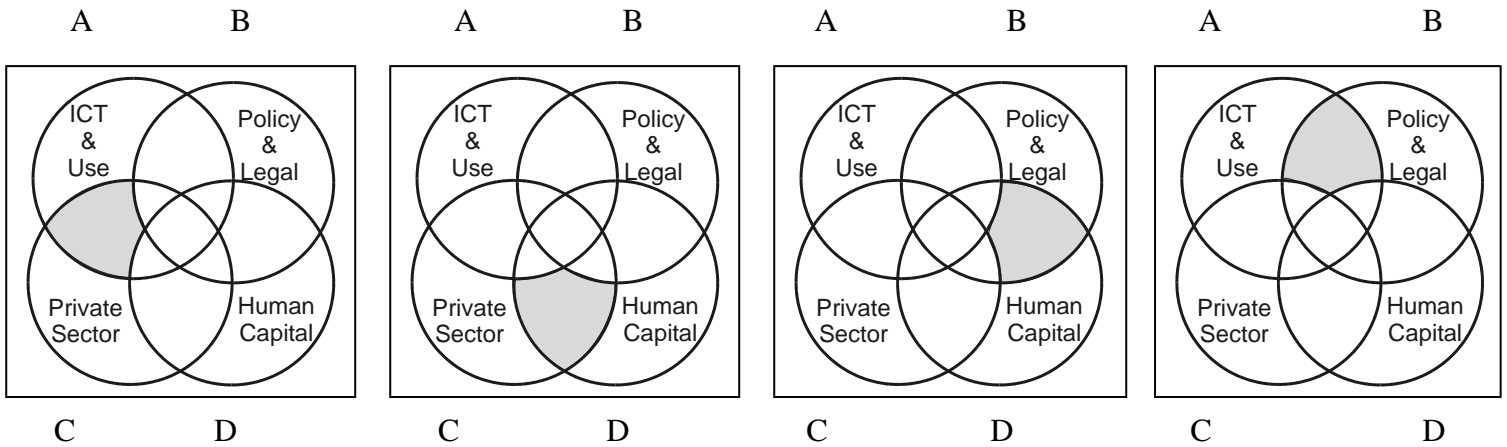 A B
ICT
&
Use
Policy
&
Legal
Private
Sector
Human
Capital
C D
A B
ICT
&
Use
Policy
&
Legal
Private
Sector
Human
Capital
C D
A B
ICT
&
Use
Policy
&
Legal
Private
Sector
Human
Capital
C D
A B
ICT
&
Use
Policy
&
Legal
Private
Sector
Human
Capital
C D